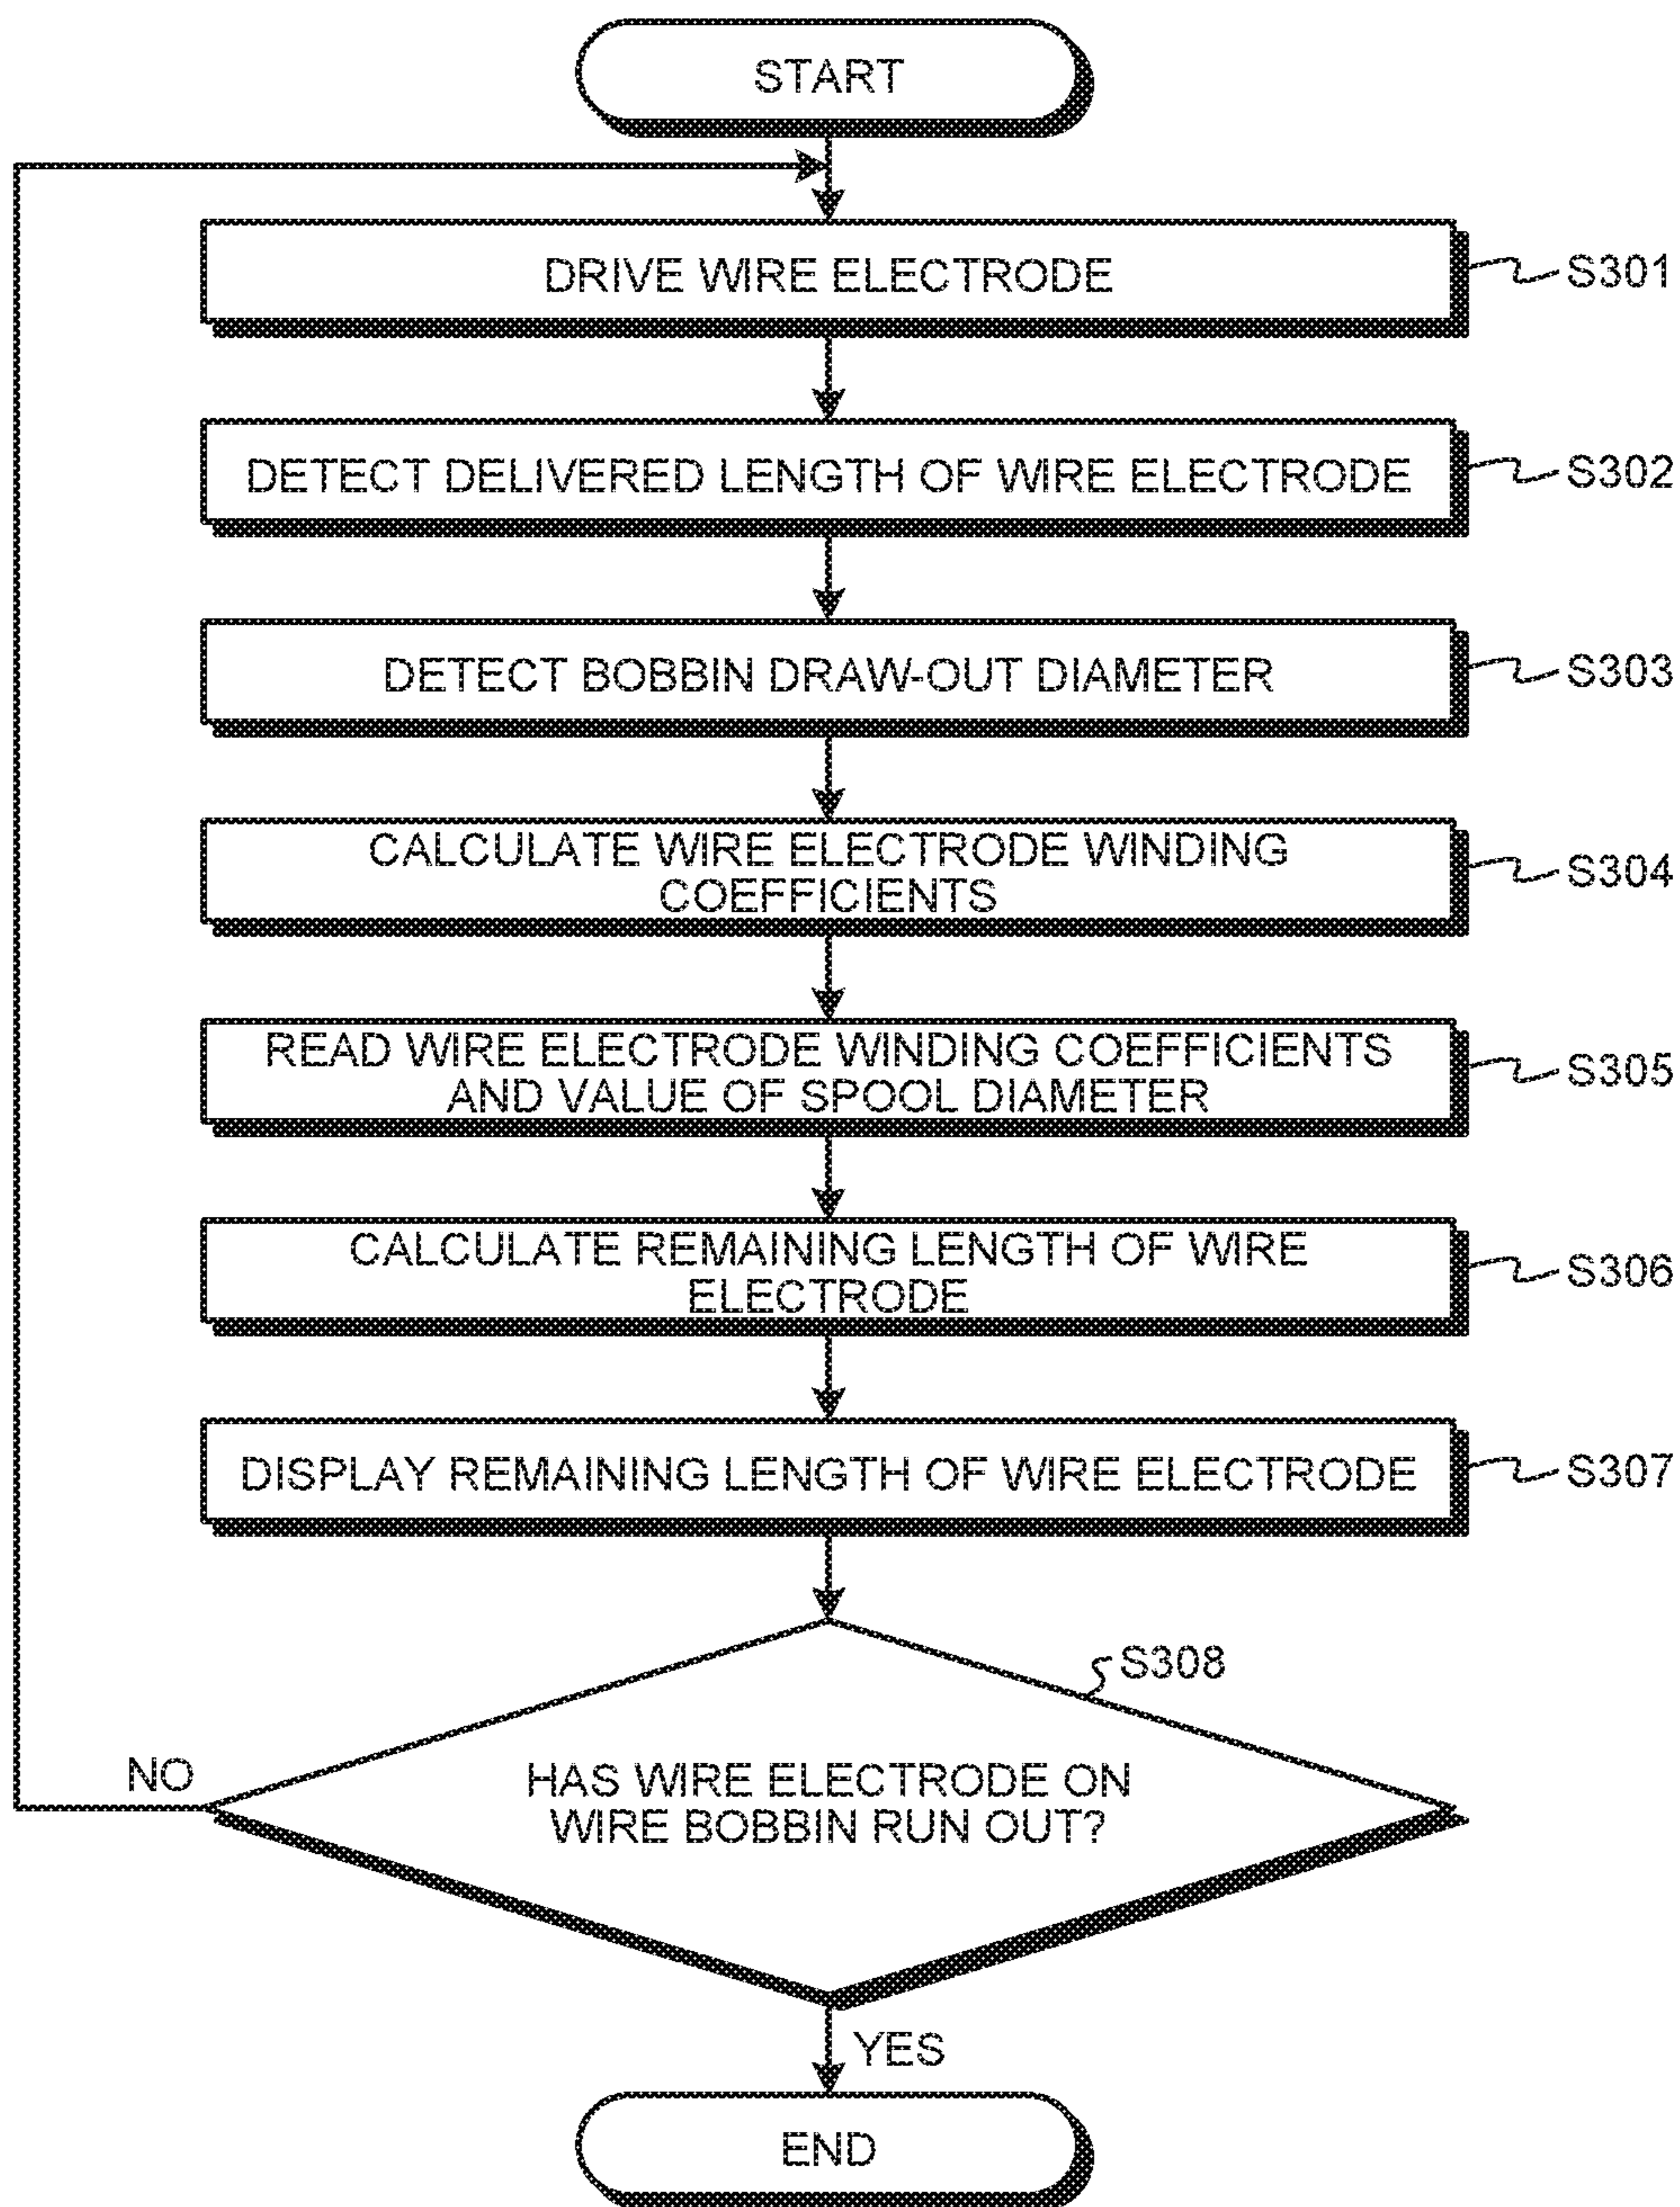 START
DRIVE WIRE ELECTRODE
S301
DETECT DELIVERED LENGTH OF WIRE ELECTRODE
S302
DETECT BOBBIN DRAW-OUT DIAMETER
S303
CALCULATE WIRE ELECTRODE WINDING
COEFFICIENTS
S304
READ WIRE ELECTRODE WINDING COEFFICIENTS
AND VALUE OF SPOOL DIAMETER
S305
CALCULATE REMAINING LENGTH OF WIRE
ELECTRODE
S306
DISPLAY REMAINING LENGTH OF WIRE ELECTRODE
S307
S308
NO
HAS WIRE ELECTRODE ON
WIRE BOBBIN RUN OUT?
YES
END